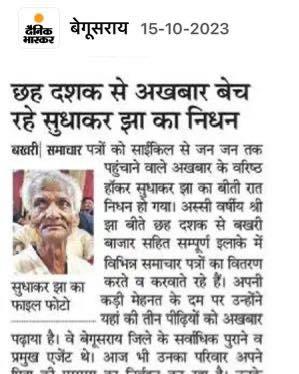 दैनिक
भास्कर
बेगूसराय 15-10-2023
छह दशक से अखबार बेच
रहे सुधाकर झा का निधन
बखरी| समाचार पत्रों को साईकिल से जन जन तक
पहुंचाने वाले अखबार के वरिष्ठ
हॉकर सुधाकर झा का बीती रात
निधन हो गया। अस्सी वर्षीय श्री
झा बीते छह दशक से बखरी
बाजार सहित सम्पूर्ण इलाके में
विभिन्न समाचार पत्रों का वितरण
करते व करवाते रहे हैं। अपनी
कड़ी मेहनत के दम पर उन्होंने
यहां की तीन पीढ़ियों को अखबार
सुधाकर झा का
फाइल फोटो
पढ़ाया है। वे बेगूसराय जिले के सर्वाधिक पुराने व
प्रमुख एजेंट थे। आज भी उनका परिवार अपने